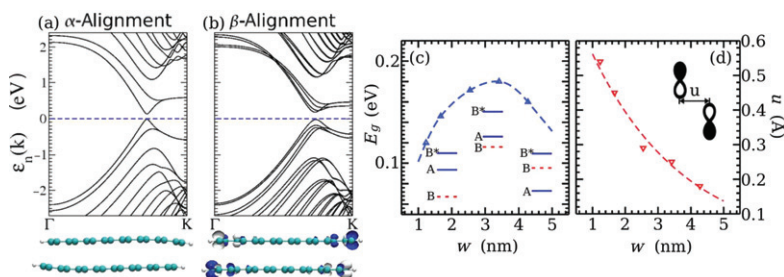 (a) α-Alignment
(b) β-Alignment
εn(k) (eV)
2
1
0
−1
−2
Γ
K
Γ
K
(c)
Eg (eV)
0.2
0.1
B*
A
B
B*
A
B
B*
B
A
1 2 3 4 5
w (nm)
(d)
u
0.6
0.5
0.4
0.3
0.2
0.1
u (Å)
1 2 3 4 5
w (nm)